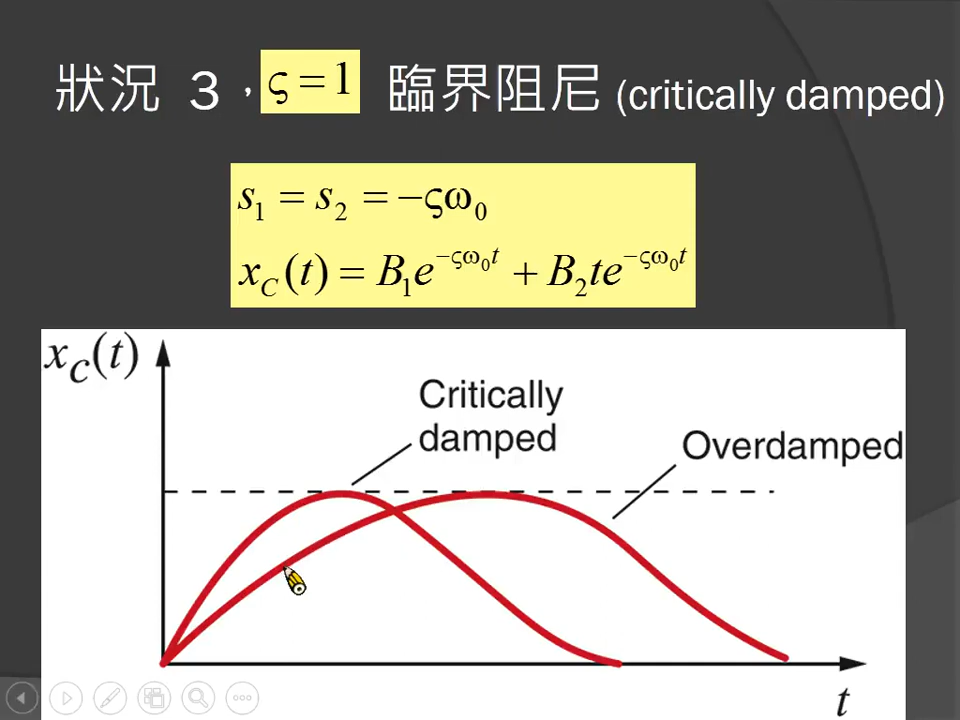 狀況 3，ς = 1 臨界阻尼 (critically damped)
s₁ = s₂ = −ςω₀
x_C(t) = B₁e^{−ςω₀t} + B₂te^{−ςω₀t}
x_C(t)
Critically
damped
Overdamped
t